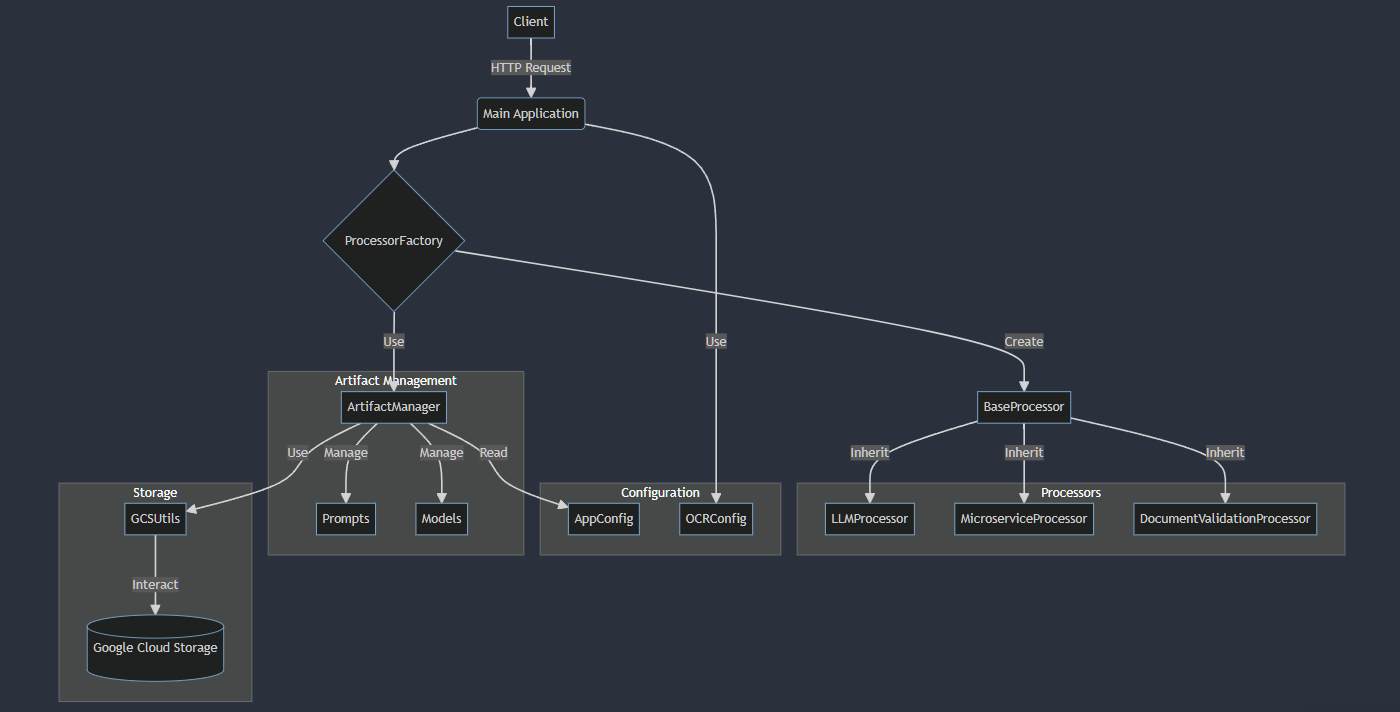 Client
HTTP Request
Main Application
ProcessorFactory
Use
Use
Create
Artifact Management
ArtifactManager
BaseProcessor
Use
Manage
Manage
Read
Inherit
Inherit
Inherit
Storage
Configuration
Processors
GCSUtils
Prompts
Models
AppConfig
OCRConfig
LLMProcessor
MicroserviceProcessor
DocumentValidationProcessor
Interact
Google Cloud Storage